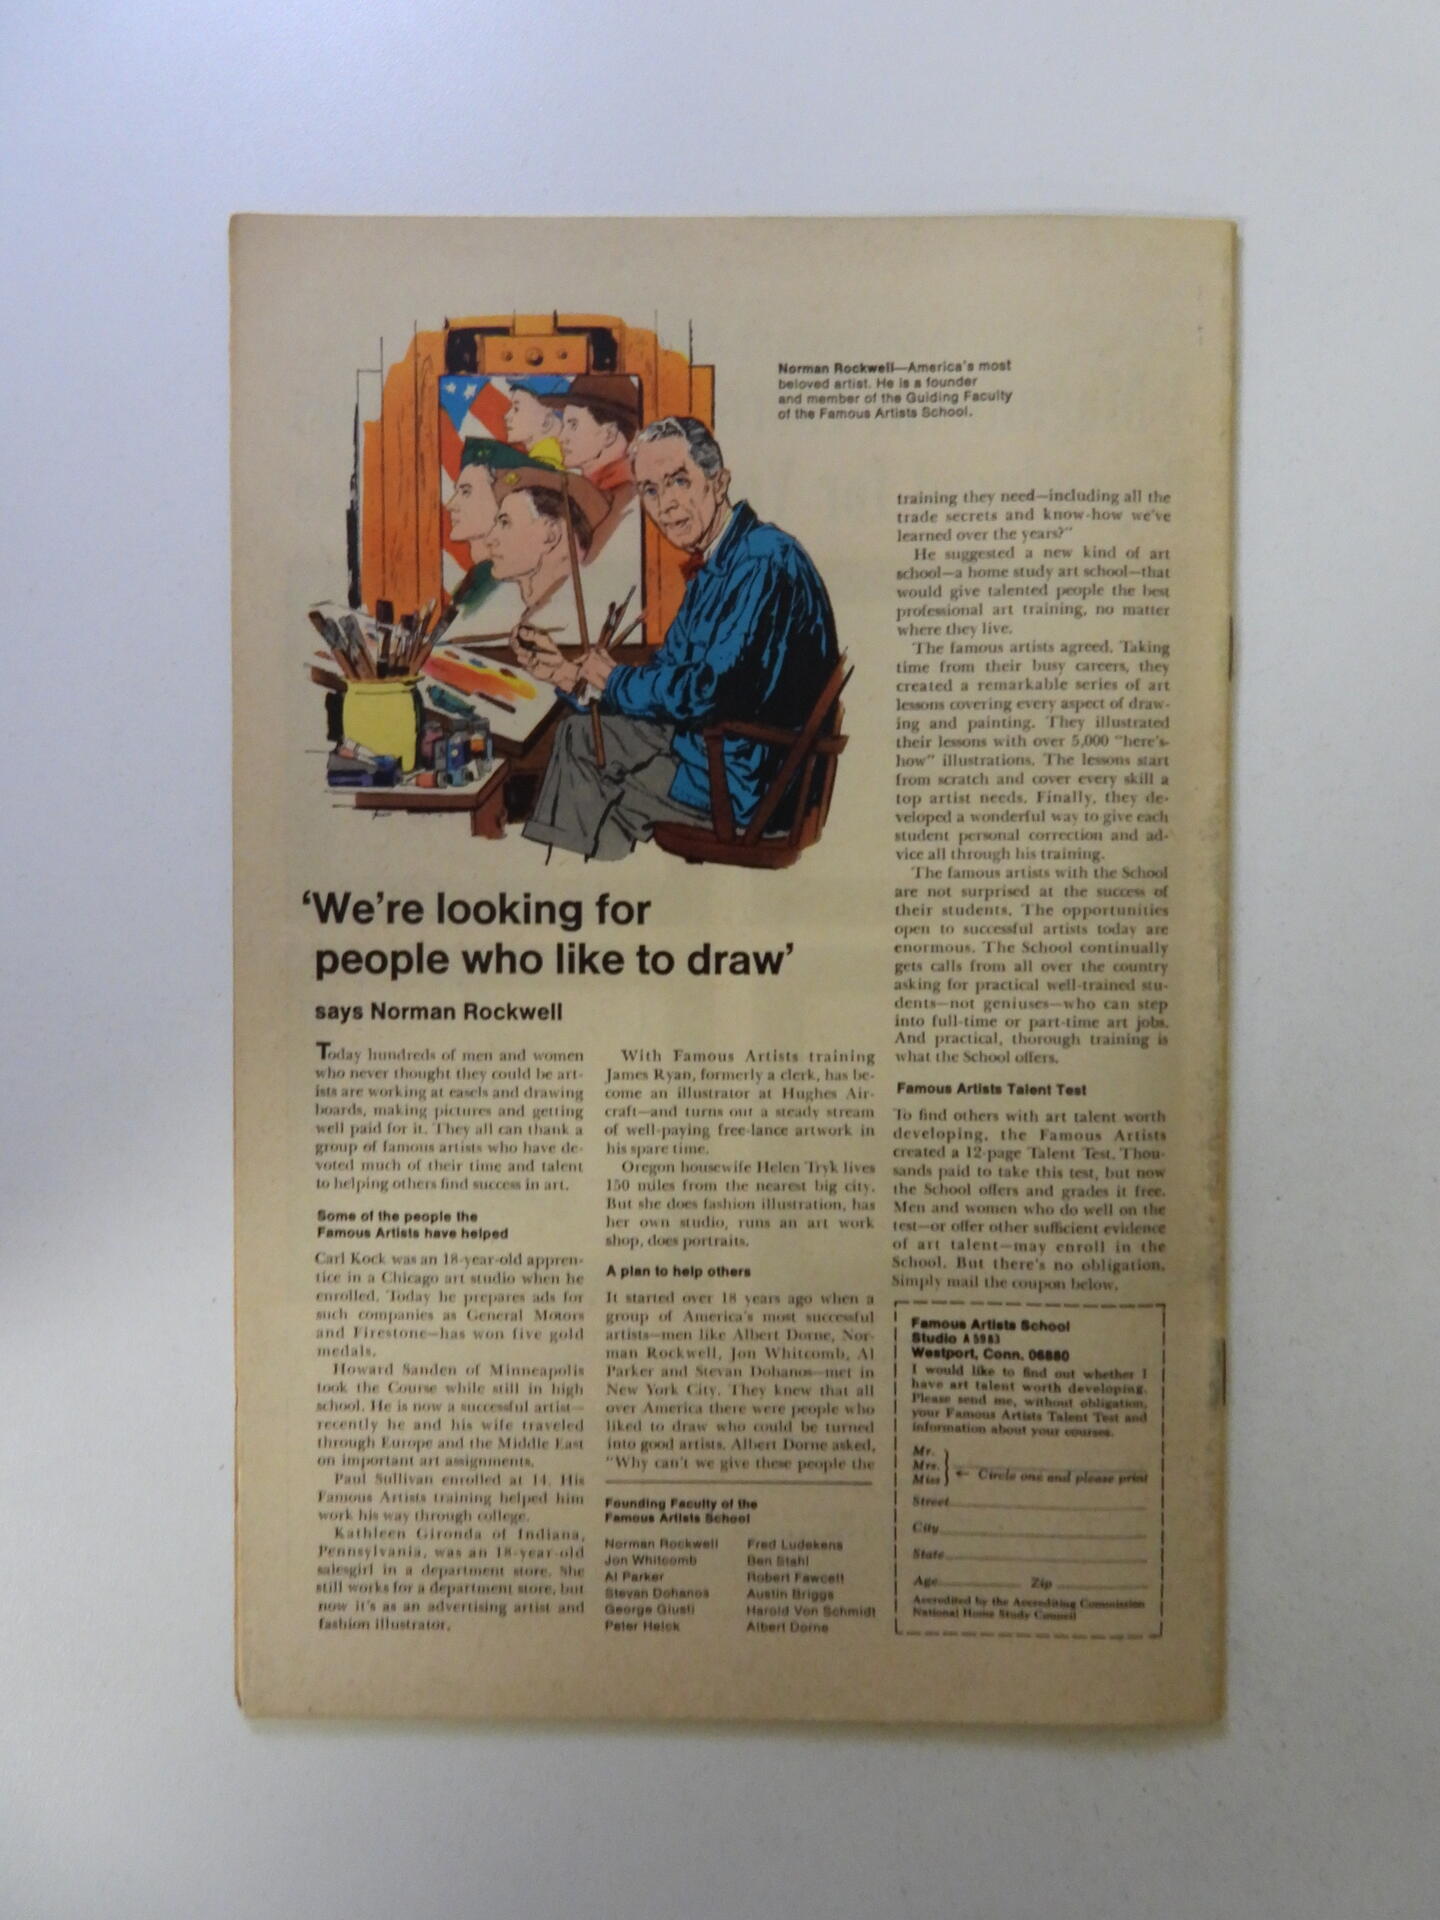 Norman Rockwell—America's most
beloved artist. He is a founder
and member of the Guiding Faculty
of the Famous Artists School.
'We're looking for
people who like to draw'
says Norman Rockwell
Today hundreds of men and women
who never thought they could be art-
ists are working at easels and drawing
boards, making pictures and getting
well paid for it. They all can thank a
group of famous artists who have de-
voted much of their time and talent
to helping others find success in art.
Some of the people the
Famous Artists have helped
Carl Kock was an 18-year-old appren-
tice in a Chicago art studio when he
enrolled. Today he prepares ads for
such companies as General Motors
and Firestone—has won five gold
medals.
Howard Sanden of Minneapolis
took the Course while still in high
school. He is now a successful artist—
recently he and his wife traveled
through Europe and the Middle East
on important art assignments.
Paul Sullivan enrolled at 14. His
Famous Artists training helped him
work his way through college.
Kathleen Gironda of Indiana,
Pennsylvania, was an 18-year-old
salesgirl in a department store. She
still works for a department store, but
now it's as an advertising artist and
fashion illustrator.
With Famous Artists training
James Ryan, formerly a clerk, has be-
come an illustrator at Hughes Air-
craft—and turns out a steady stream
of well-paying free-lance artwork in
his spare time.
Oregon housewife Helen Tryk lives
150 miles from the nearest big city.
But she does fashion illustration, has
her own studio, runs an art work
shop, does portraits.
A plan to help others
It started over 18 years ago when a
group of America's most successful
artists—men like Albert Dorne, Nor-
man Rockwell, Jon Whitcomb, Al
Parker and Stevan Dohanos—met in
New York City. They knew that all
over America there were people who
liked to draw who could be turned
into good artists. Albert Dorne asked,
"Why can't we give these people the
Founding Faculty of the
Famous Artists School
Norman Rockwell
Jon Whitcomb
Al Parker
Stevan Dohanos
George Giusti
Peter Helck
Fred Ludekens
Ben Stahl
Robert Fawcett
Austin Briggs
Harold Von Schmidt
Albert Dorne
training they need—including all the
trade secrets and know-how we've
learned over the years?"
He suggested a new kind of art
school—a home study art school—that
would give talented people the best
professional art training, no matter
where they live.
The famous artists agreed. Taking
time from their busy careers, they
created a remarkable series of art
lessons covering every aspect of draw-
ing and painting. They illustrated
their lessons with over 5,000 "here's-
how" illustrations. The lessons start
from scratch and cover every skill a
top artist needs. Finally, they de-
veloped a wonderful way to give each
student personal correction and ad-
vice all through his training.
The famous artists with the School
are not surprised at the success of
their students. The opportunities
open to successful artists today are
enormous. The School continually
gets calls from all over the country
asking for practical well-trained stu-
dents—not geniuses—who can step
into full-time or part-time art jobs.
And practical, thorough training is
what the School offers.
Famous Artists Talent Test
To find others with art talent worth
developing, the Famous Artists
created a 12-page Talent Test. Thou-
sands paid to take this test, but now
the School offers and grades it free.
Men and women who do well on the
test—or offer other sufficient evidence
of art talent—may enroll in the
School. But there's no obligation.
Simply mail the coupon below.
Famous Artists School
Studio A 5983
Westport, Conn. 06880
I would like to find out whether I
have art talent worth developing.
Please send me, without obligation,
your Famous Artists Talent Test and
information about your courses.
Mr.
Mrs.
Miss
← Circle one and please print
Street
City
State
Age Zip
Accredited by the Accrediting Commission
National Home Study Council